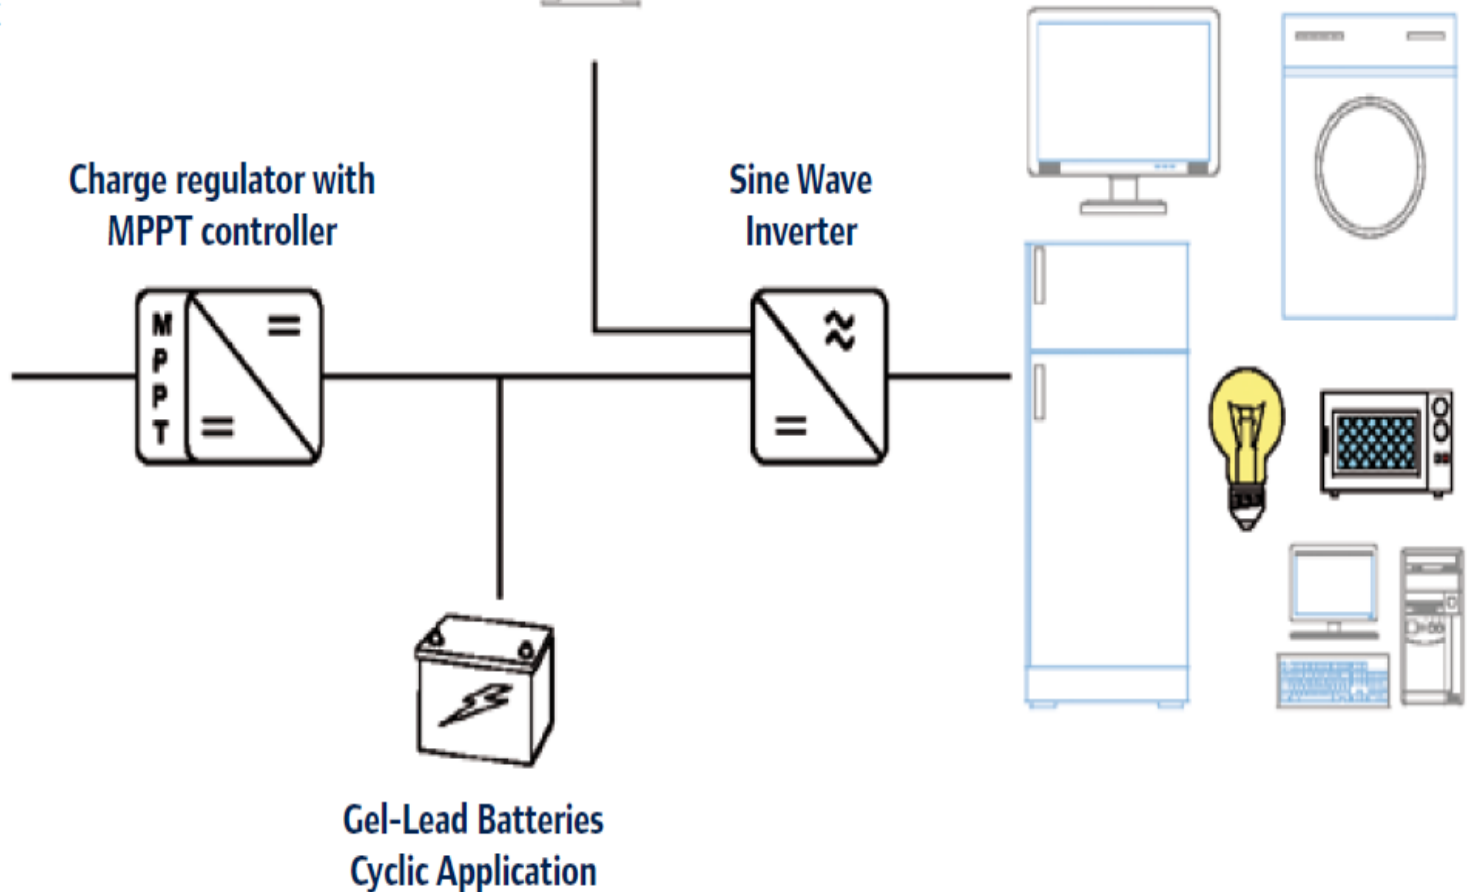 Charge regulator with
MPPT controller
Sine Wave
Inverter
M
P
P
T
Gel-Lead Batteries
Cyclic Application